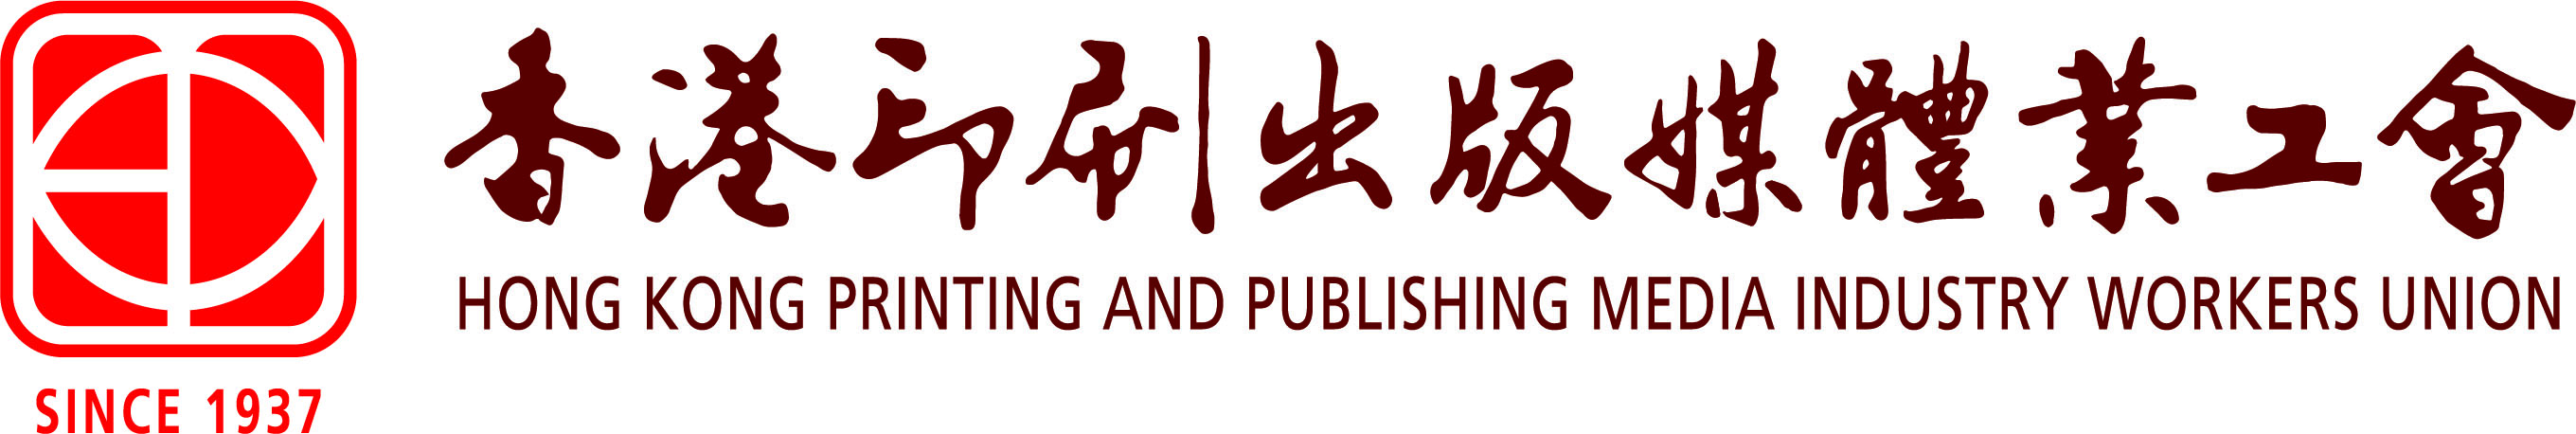 香港印刷出版媒體業工會
HONG KONG PRINTING AND PUBLISHING MEDIA INDUSTRY WORKERS UNION
SINCE 1937